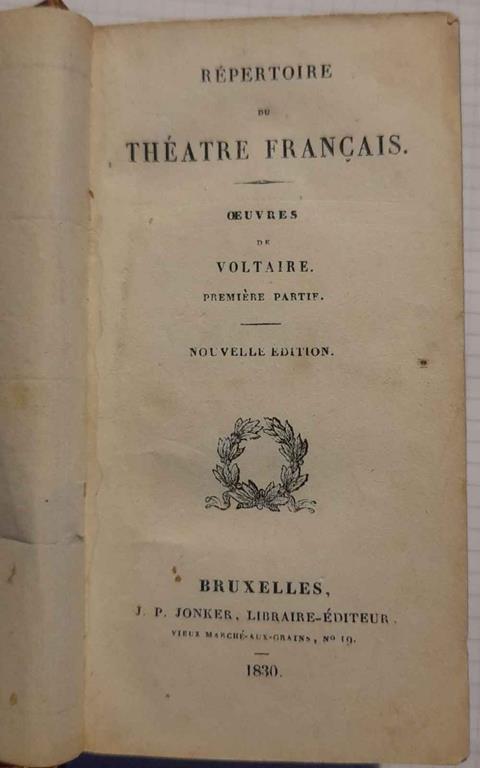 RÉPERTOIRE
DU
THÉATRE FRANÇAIS.
ŒUVRES
DE
VOLTAIRE.
PREMIÈRE PARTIE.
NOUVELLE EDITION.
BRUXELLES,
J. P. JONKER, LIBRAIRE-ÉDITEUR.
VIEUX MARCHÉ-AUX-GRAINS, No 19.
1830.